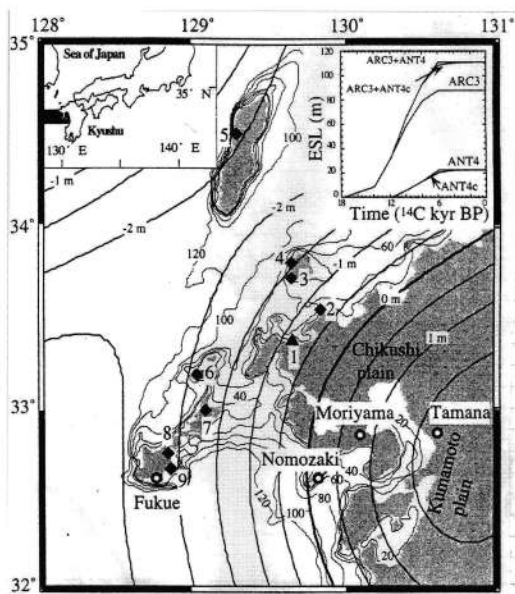 128°
129°
130°
131°
35°
Sea of Japan
35° N
Kyushu
130° E
140° E
ESL (m)
120
100
80
60
40
20
0
ARC3+ANT4
ARC3+ANT4c
ARC3
ANT4
ANT4c
18
12
6
0
Time (¹⁴C kyr BP)
5
100
-1 m
-2 m
-2 m
120
34°
4
3
-1 m
60
2
0 m
100
1
1 m
Chikushi
plain
6
40
7
33°
8
9
Fukue
Moriyama
Tamana
20
Nomozaki
40
60
80
100
120
Kumamoto
plain
20
32°